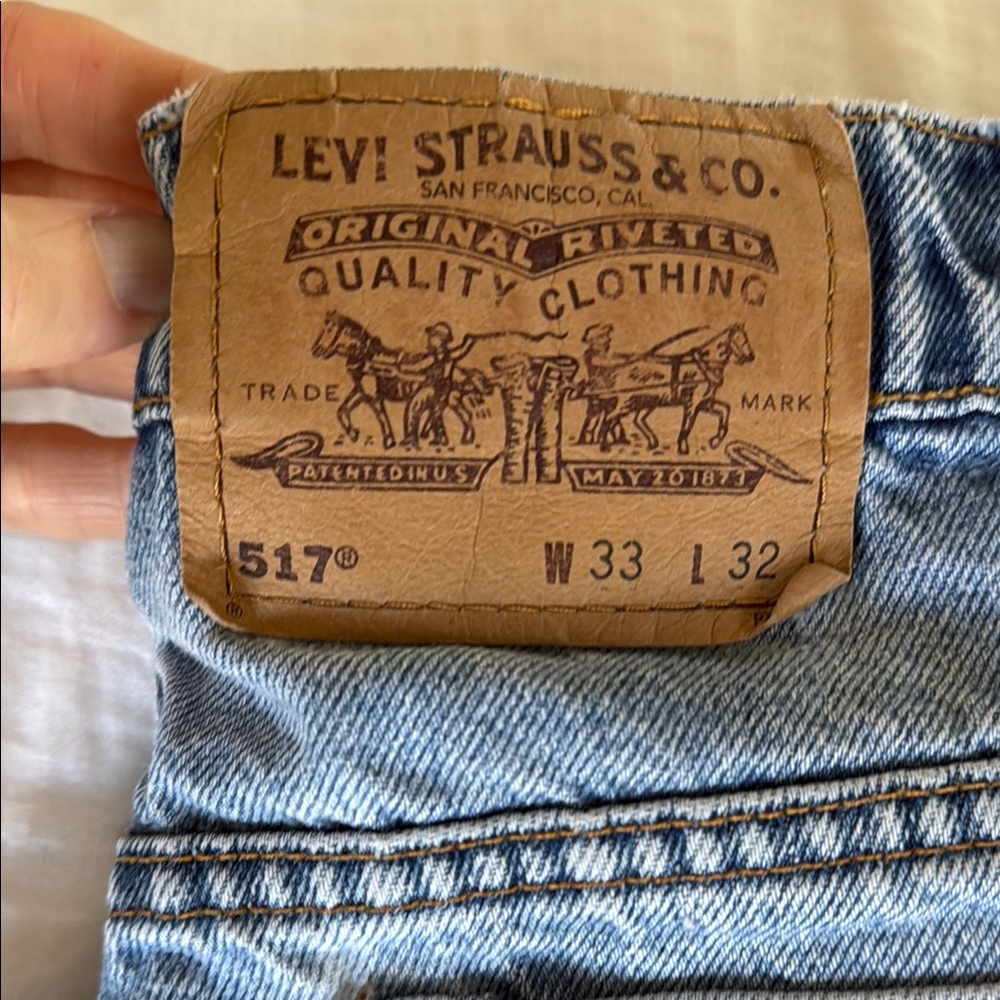 LEVI STRAUSS & CO.
SAN FRANCISCO, CAL.
ORIGINAL RIVETED
QUALITY CLOTHING
TRADE MARK
PATENTED IN U S MAY 20 1873
517® W 33 L 32
®